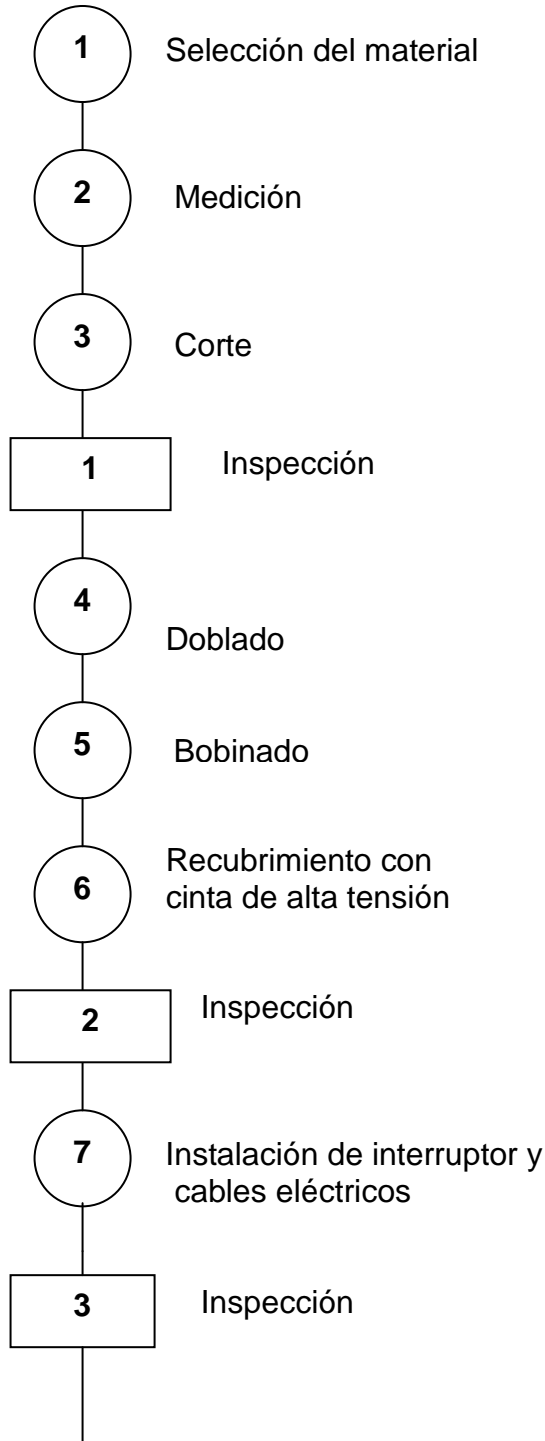 1 Selección del material
2 Medición
3 Corte
1 Inspección
4 Doblado
5 Bobinado
6 Recubrimiento con
cinta de alta tensión
2 Inspección
7 Instalación de interruptor y
cables eléctricos
3 Inspección